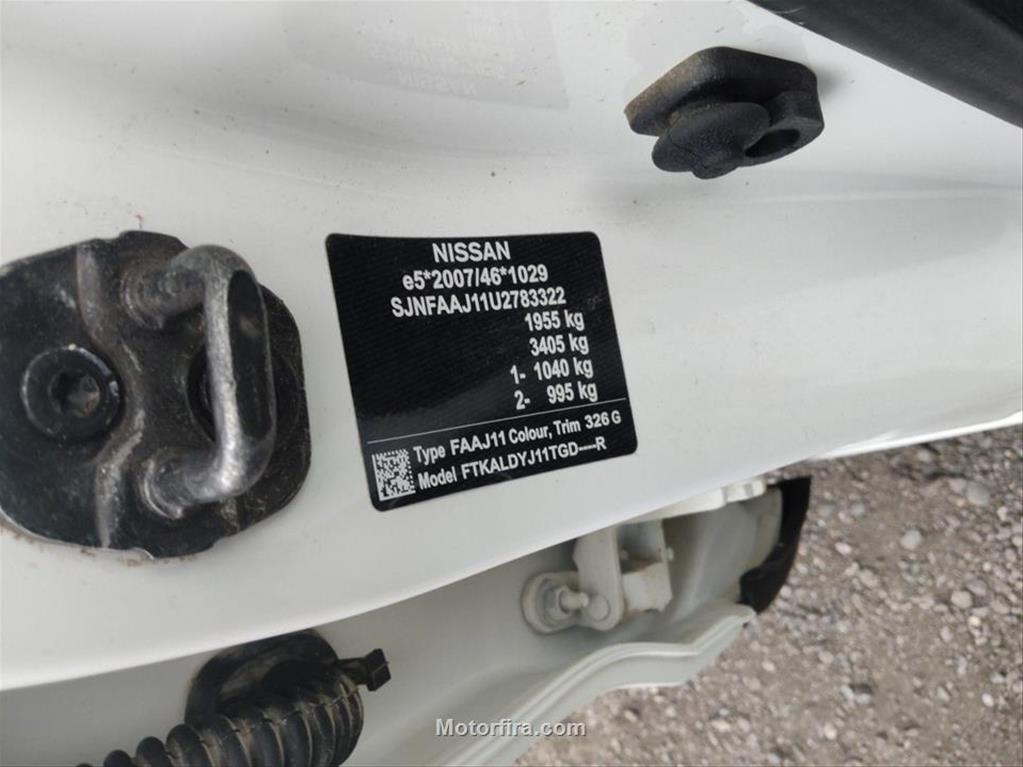 NISSAN
e5*2007/46*1029
SJNFAAJ11U2783322
1955 kg
3405 kg
1- 1040 kg
2- 995 kg
Type FAAJ11 Colour, Trim 326 G
Model FTKALDYJ11TGD----R
Motorfira.com